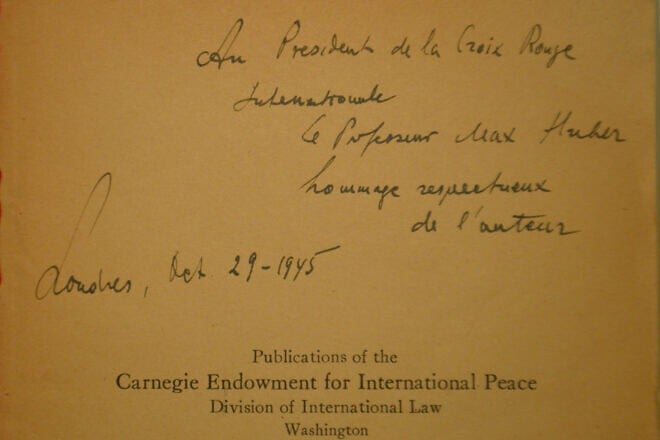 Au President de la Croix Rouge
Internationale
Le Professeur Max Huber
hommage respectueux
de l'auteur
Londres, Oct. 29-1945
Publications of the
Carnegie Endowment for International Peace
Division of International Law
Washington